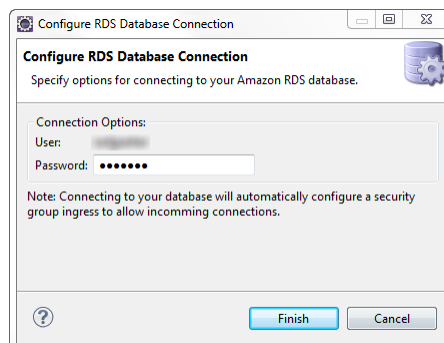 Configure RDS Database Connection
Configure RDS Database Connection
Specify options for connecting to your Amazon RDS database.
Connection Options:
User:
Password: •••••••
Note: Connecting to your database will automatically configure a security
group ingress to allow incomming connections.
? Finish Cancel